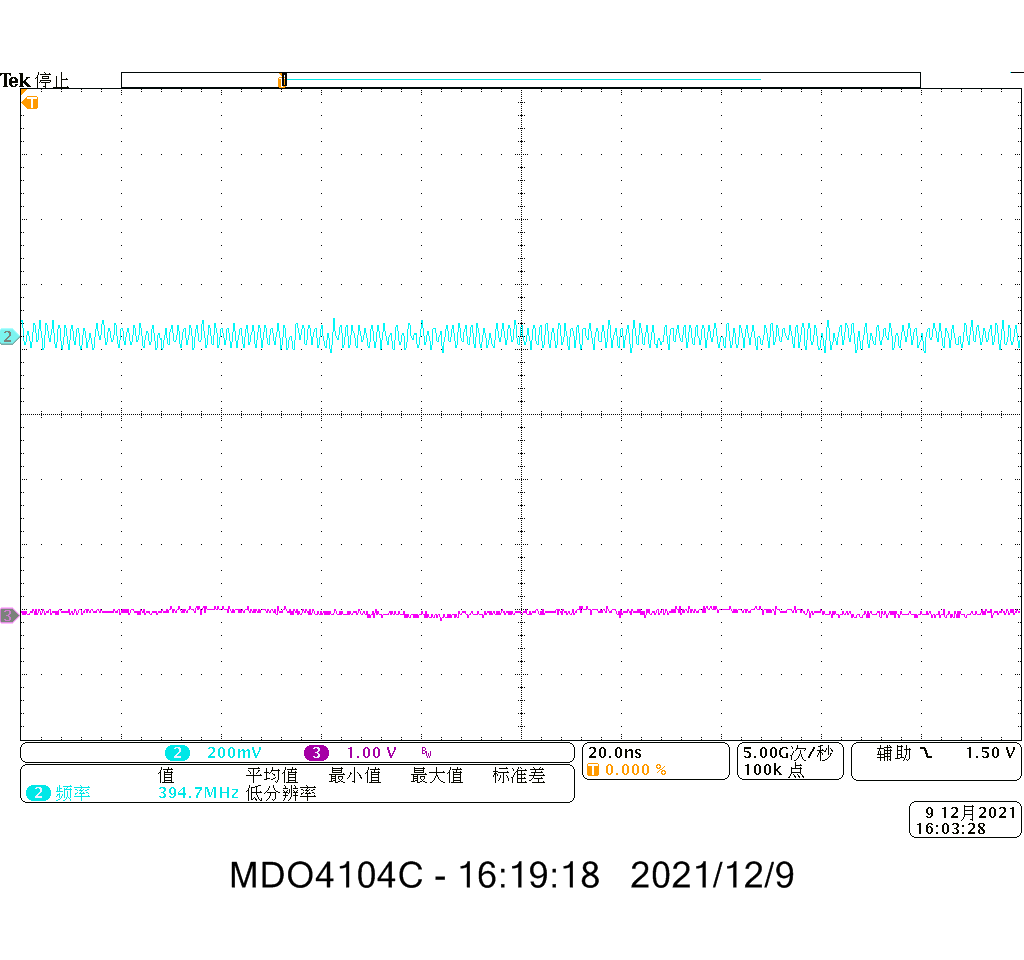 Tek 停止
T
2
3
2 200mV 3 1.00 V BW
20.0ns
T 0.000 %
5.00G次/秒
100k 点
辅助 1.50 V
值 平均值 最小值 最大值 标准差
2 频率 394.7MHz 低分辨率
9 12月2021
16:03:28
MDO4104C - 16:19:18 2021/12/9